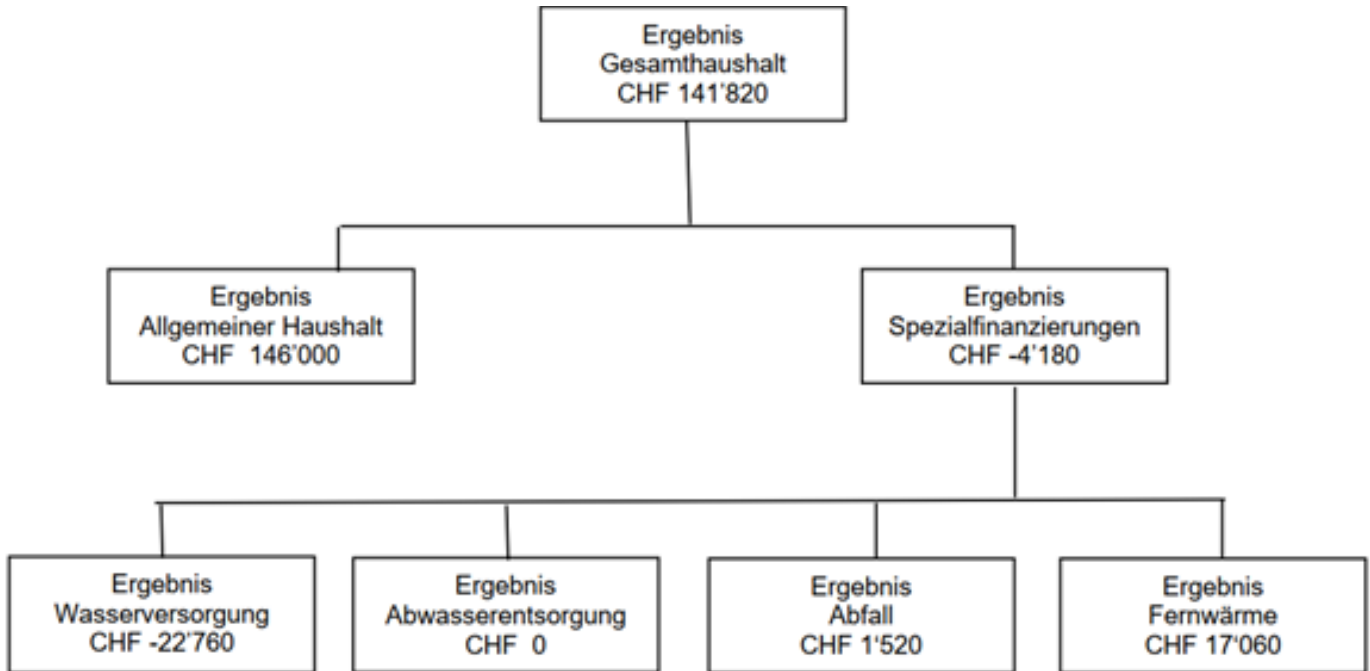 Ergebnis
Gesamthaushalt
CHF 141'820
Ergebnis
Allgemeiner Haushalt
CHF  146'000
Ergebnis
Spezialfinanzierungen
CHF -4'180
Ergebnis
Wasserversorgung
CHF -22'760
Ergebnis
Abwasserentsorgung
CHF  0
Ergebnis
Abfall
CHF 1'520
Ergebnis
Fernwärme
CHF 17'060